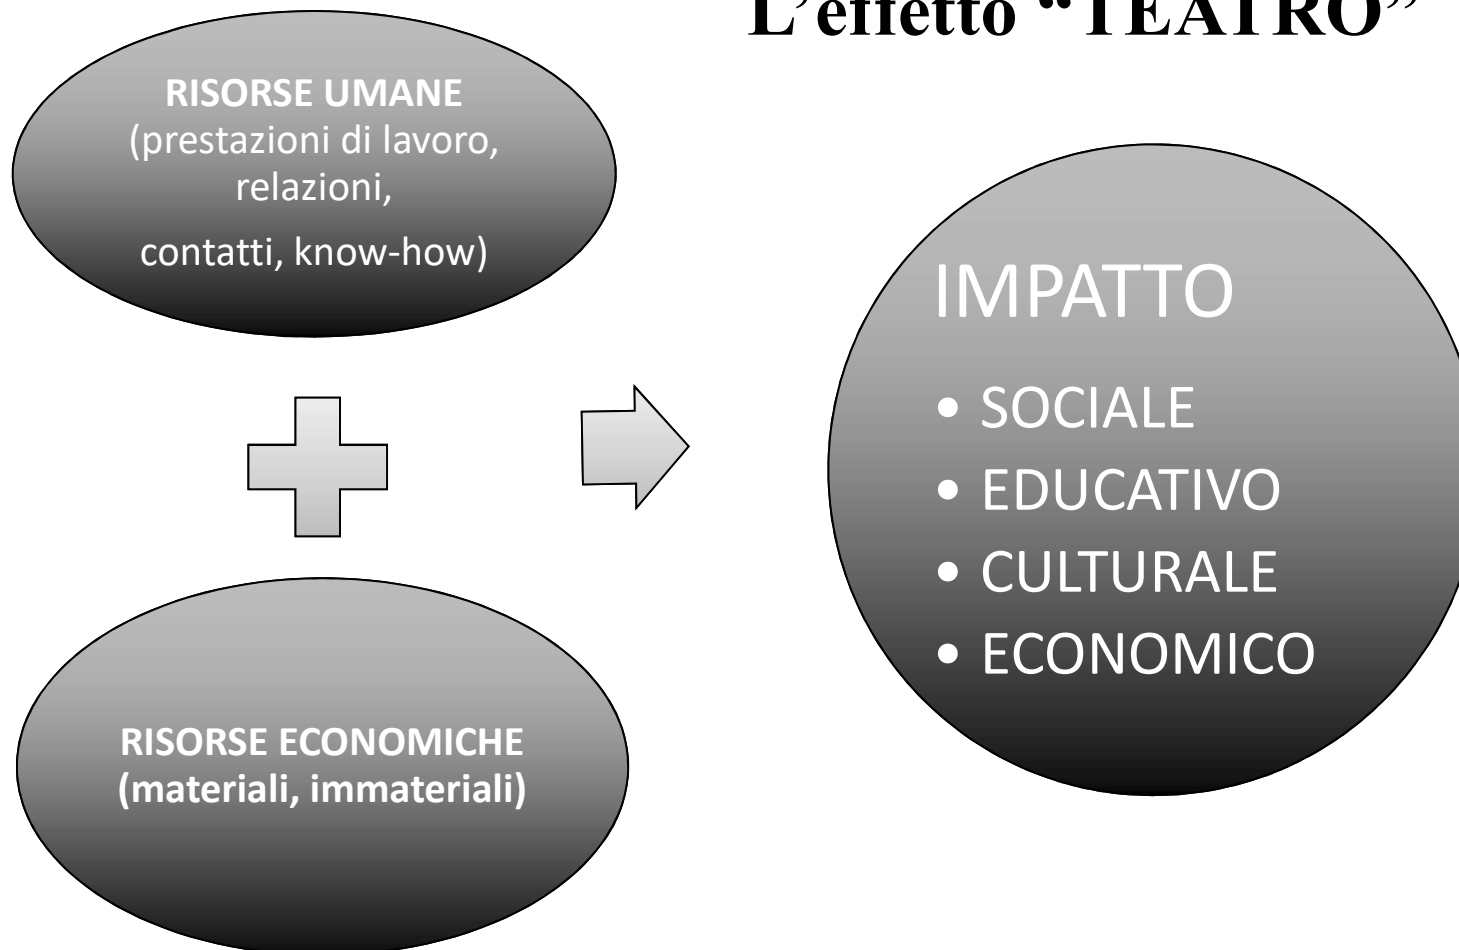 L’effetto “TEATRO”
RISORSE UMANE
(prestazioni di lavoro,
relazioni,
contatti, know-how)
RISORSE ECONOMICHE
(materiali, immateriali)
IMPATTO
• SOCIALE
• EDUCATIVO
• CULTURALE
• ECONOMICO